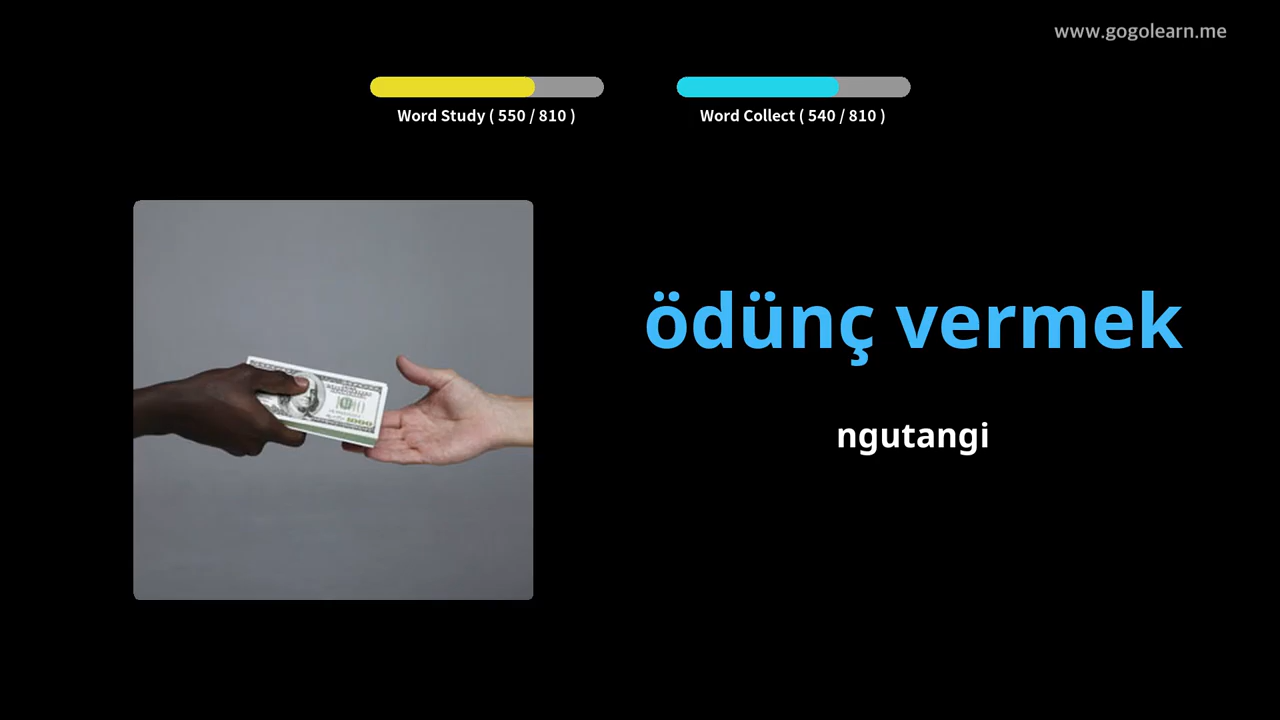 www.gogolearn.me
Word Study ( 550 / 810 )
Word Collect ( 540 / 810 )
ödünç vermek
ngutangi